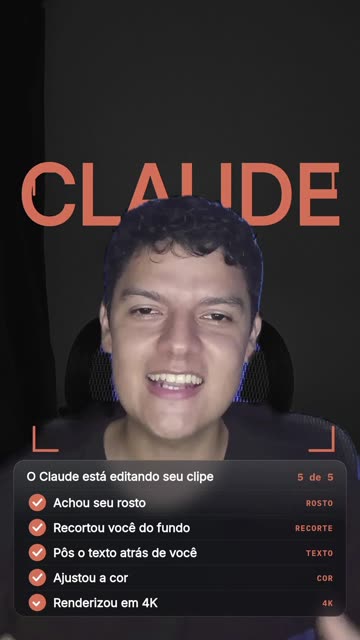 CLAUDE
O Claude está editando seu clipe 5 de 5
Achou seu rosto ROSTO
Recortou você do fundo RECORTE
Pôs o texto atrás de você TEXTO
Ajustou a cor COR
Renderizou em 4K 4K